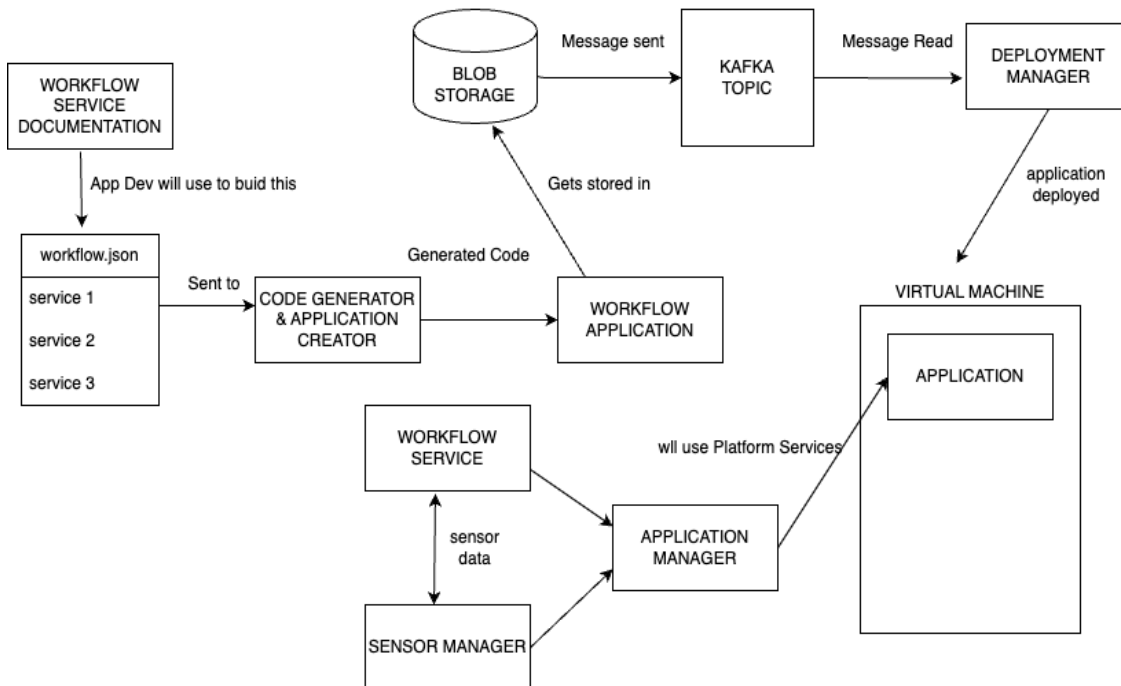 WORKFLOW
SERVICE
DOCUMENTATION
App Dev will use to buid this
workflow.json
service 1
service 2
service 3
Sent to
CODE GENERATOR
& APPLICATION
CREATOR
Generated Code
WORKFLOW
APPLICATION
Gets stored in
BLOB
STORAGE
Message sent
KAFKA
TOPIC
Message Read
DEPLOYMENT
MANAGER
application
deployed
VIRTUAL MACHINE
APPLICATION
WORKFLOW
SERVICE
sensor
data
SENSOR MANAGER
APPLICATION
MANAGER
wll use Platform Services